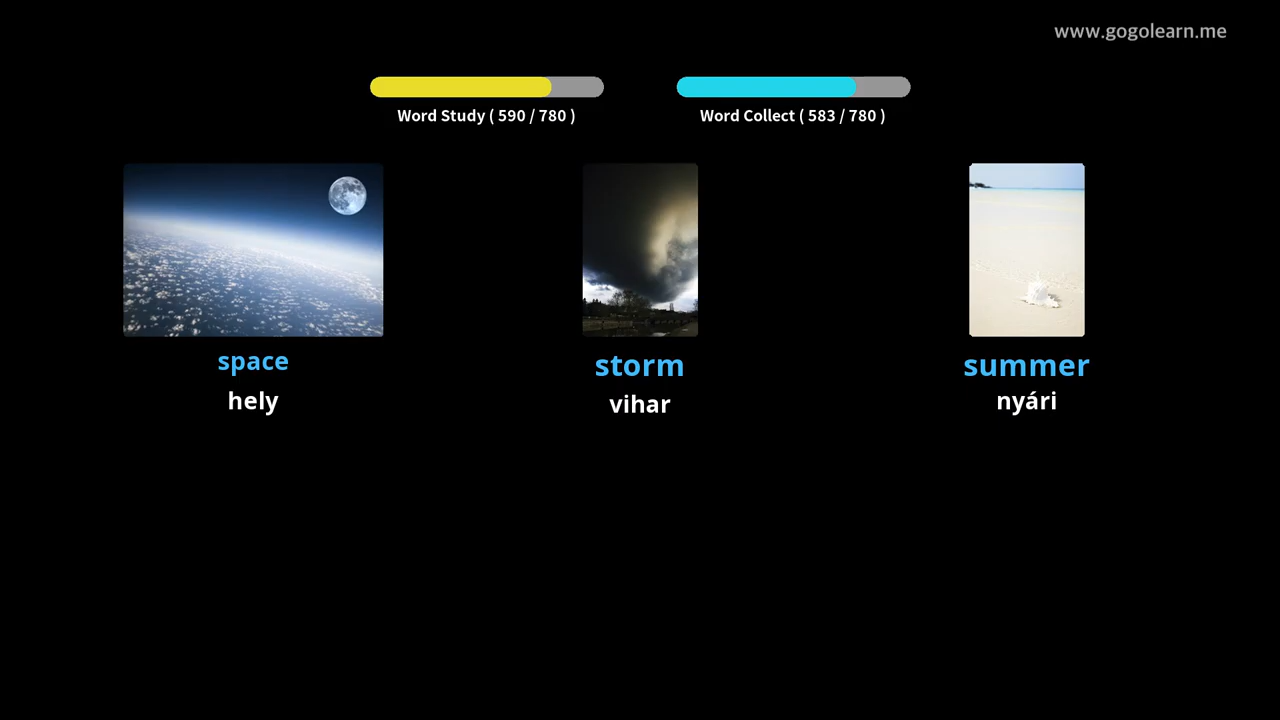 www.gogolearn.me
Word Study ( 590 / 780 )
Word Collect ( 583 / 780 )
space
hely
storm
vihar
summer
nyári